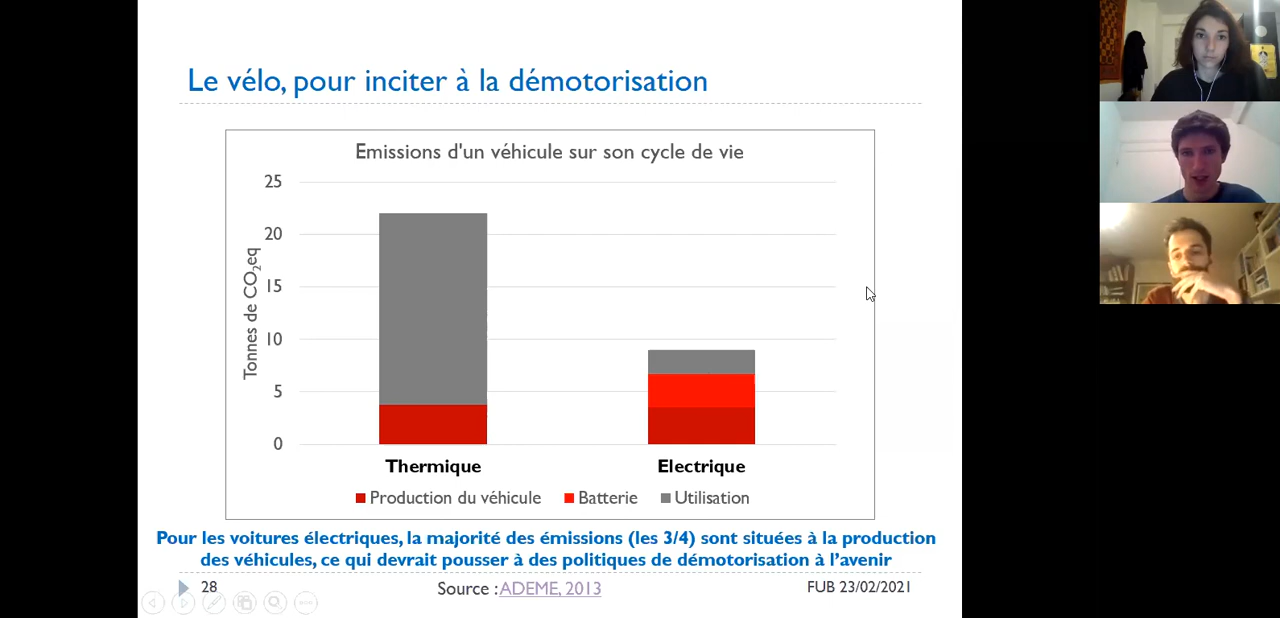 Le vélo, pour inciter à la démotorisation
Emissions d'un véhicule sur son cycle de vie
Tonnes de CO₂eq
25
20
15
10
5
0
Thermique
Electrique
Production du véhicule
Batterie
Utilisation
Pour les voitures électriques, la majorité des émissions (les 3/4) sont situées à la production
des véhicules, ce qui devrait pousser à des politiques de démotorisation à l'avenir
28
Source : ADEME, 2013
FUB 23/02/2021